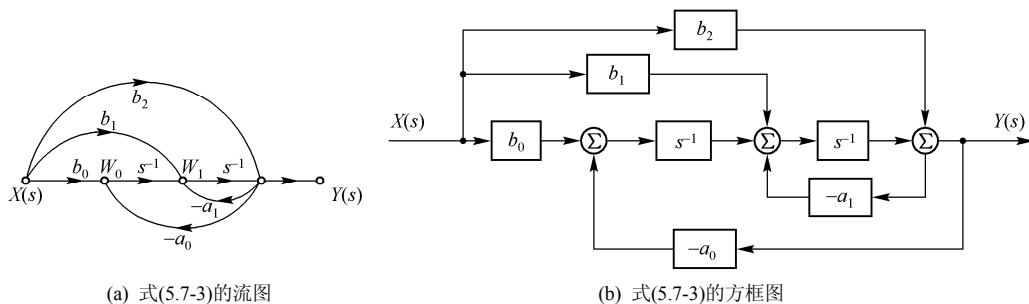 b₂
b₁
b₀ W₀ s⁻¹ W₁ s⁻¹
X(s) −a₁ Y(s)
−a₀
(a) 式(5.7-3)的流图
b₂
b₁
X(s) Y(s)
b₀ Σ s⁻¹ Σ s⁻¹ Σ
−a₁
−a₀
(b) 式(5.7-3)的方框图